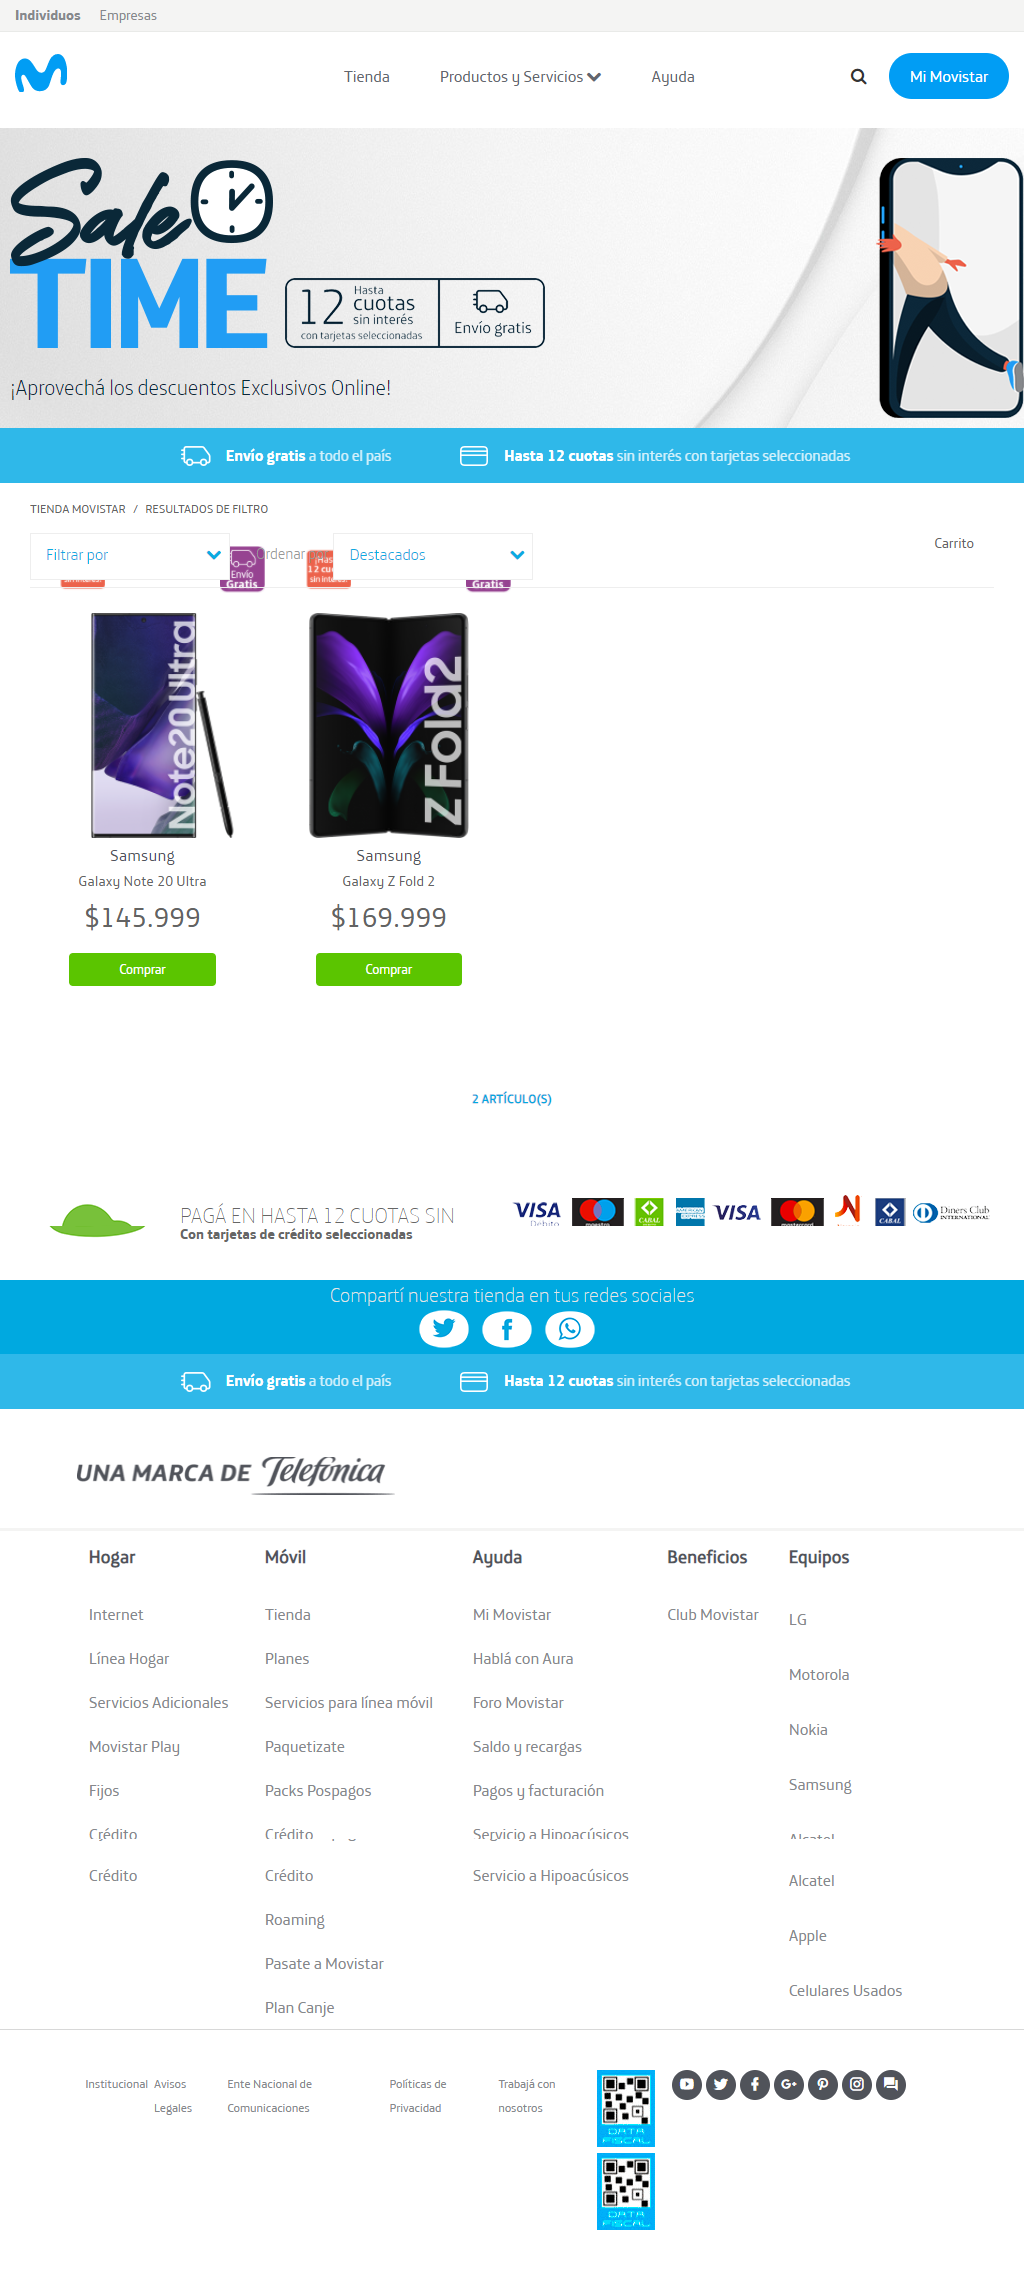 Individuos Empresas
Tienda Productos y Servicios Ayuda Mi Movistar
Sale
TIME
12 Hasta cuotas sin interés con tarjetas seleccionadas
Envío gratis
¡Aprovechá los descuentos Exclusivos Online!
Envío gratis a todo el país Hasta 12 cuotas sin interés con tarjetas seleccionadas
TIENDA MOVISTAR / RESULTADOS DE FILTRO
Filtrar por Ordenar Destacados Carrito
Envío Gratis
12 cu
sin interés!
Gratis
Note20 Ultra
Z Fold2
Samsung Samsung
Galaxy Note 20 Ultra Galaxy Z Fold 2
$145.999 $169.999
Comprar Comprar
2 ARTÍCULO(S)
PAGÁ EN HASTA 12 CUOTAS SIN
Con tarjetas de crédito seleccionadas
VISA Débito maestro CABAL AMERICAN EXPRESS VISA mastercard N CABAL Diners Club INTERNATIONAL
Compartí nuestra tienda en tus redes sociales
Envío gratis a todo el país Hasta 12 cuotas sin interés con tarjetas seleccionadas
UNA MARCA DE Telefónica
Hogar Móvil Ayuda Beneficios Equipos
Internet Tienda Mi Movistar Club Movistar LG
Línea Hogar Planes Hablá con Aura Motorola
Servicios Adicionales Servicios para línea móvil Foro Movistar Nokia
Movistar Play Paquetizate Saldo y recargas Samsung
Fijos Packs Pospagos Pagos y facturación
Crédito Crédito Servicio a Hipoacúsicos Alcatel
Crédito Crédito Servicio a Hipoacúsicos Alcatel
Roaming Apple
Pasate a Movistar Celulares Usados
Plan Canje
Institucional Avisos Legales Ente Nacional de Comunicaciones Políticas de Privacidad Trabajá con nosotros
DATA FISCAL
DATA FISCAL